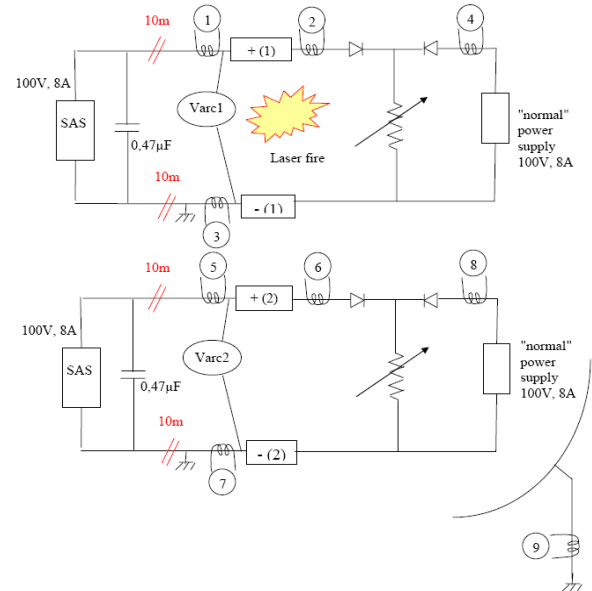 1
2
4
10m
+ (1)
100V, 8A
SAS
Varc1
0,47µF
Laser fire
"normal"
power
supply
100V, 8A
10m
- (1)
3
10m
5
6
8
+ (2)
100V, 8A
SAS
Varc2
0,47µF
"normal"
power
supply
100V, 8A
10m
- (2)
7
9